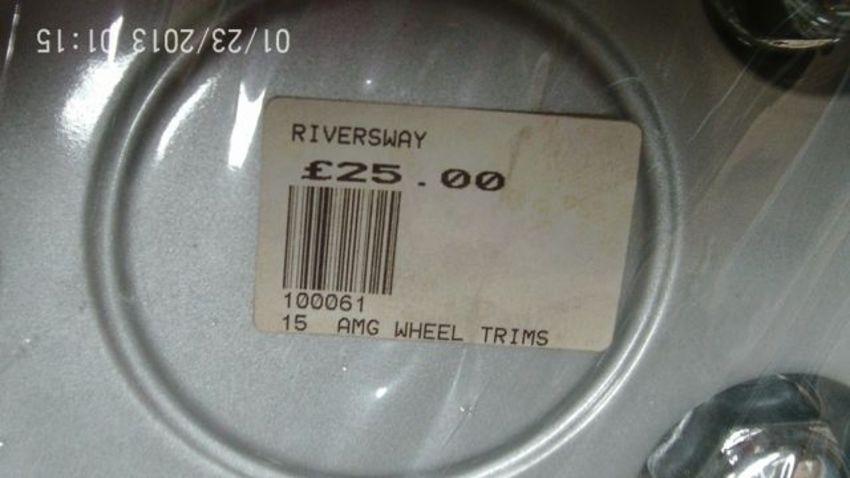 01/23/2013 01:15
RIVERSWAY
£25.00
100061
15 AMG WHEEL TRIMS